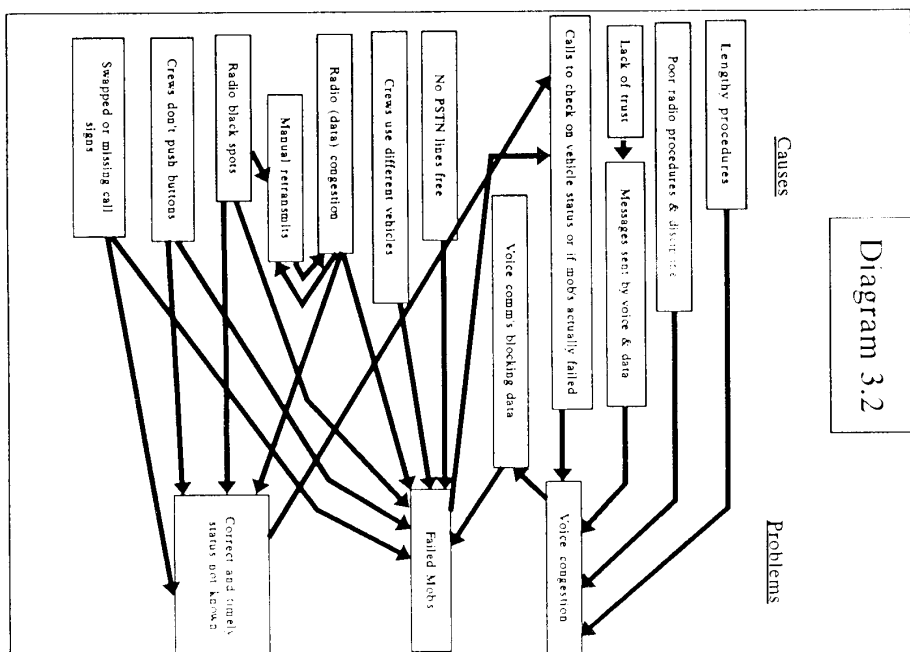 Diagram 3.2
Causes
Problems
Lengthy procedures
Poor radio procedures & discipline
Lack of trust
Messages sent by voice & data
Calls to check on vehicle status or if mob's actually failed
Voice congestion
Voice comm's blocking data
No PSTN lines free
Crews use different vehicles
Failed Mobs
Radio (data) congestion
Manual retransmits
Radio black spots
Crews don't push buttons
Swapped or missing call
signs
Correct and timely
status not known